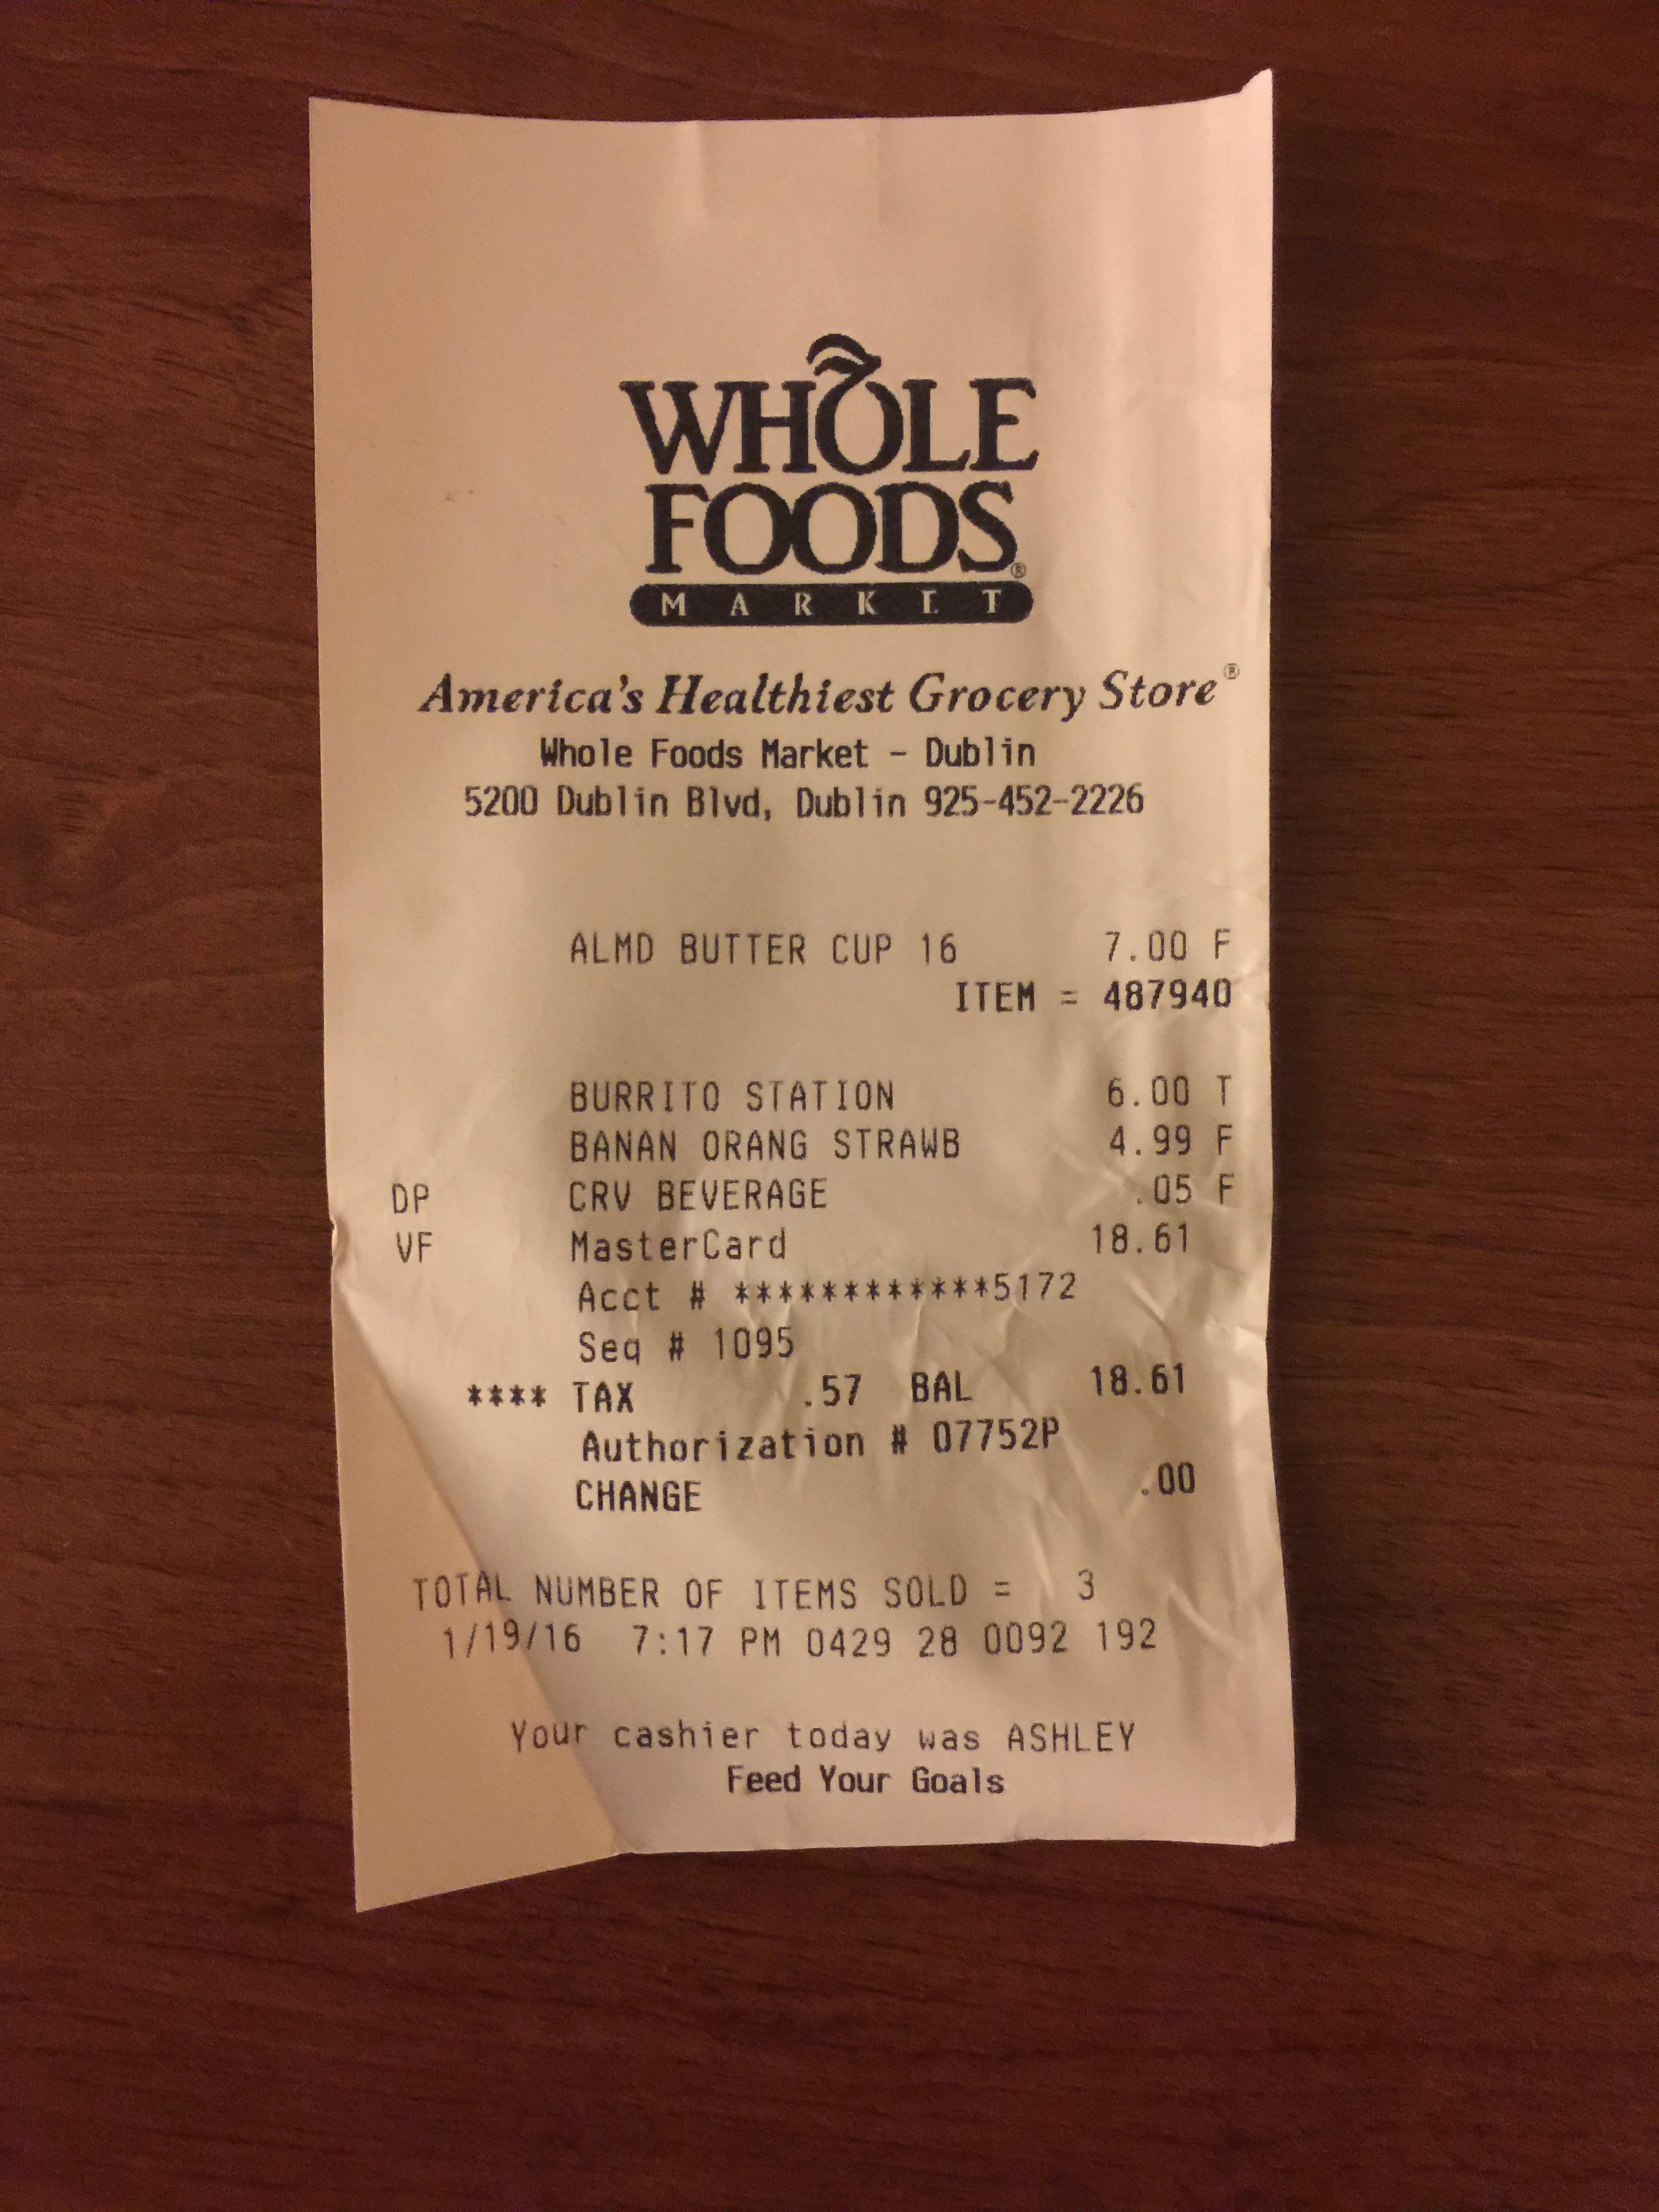 WHOLE
FOODS®
MARKET
America's Healthiest Grocery Store®
Whole Foods Market - Dublin
5200 Dublin Blvd, Dublin 925-452-2226
ALMD BUTTER CUP 16 7.00 F
ITEM = 487940
BURRITO STATION 6.00 T
BANAN ORANG STRAWB 4.99 F
DP CRV BEVERAGE .05 F
VF MasterCard 18.61
Acct # ************5172
Seq # 1095
**** TAX .57 BAL 18.61
Authorization # 07752P
CHANGE .00
TOTAL NUMBER OF ITEMS SOLD = 3
1/19/16 7:17 PM 0429 28 0092 192
Your cashier today was ASHLEY
Feed Your Goals